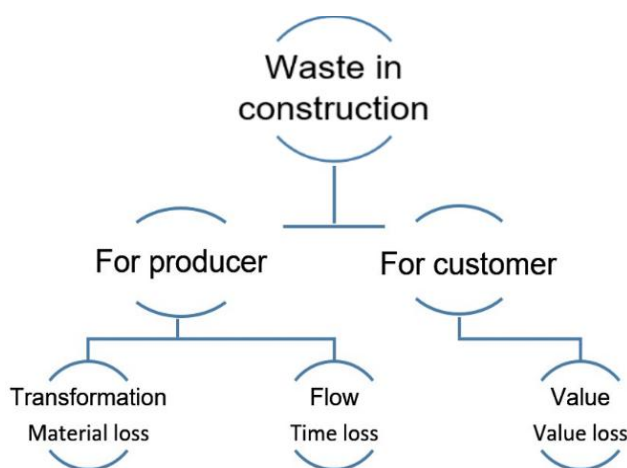 Waste in
construction
For producer
For customer
Transformation
Material loss
Flow
Time loss
Value
Value loss